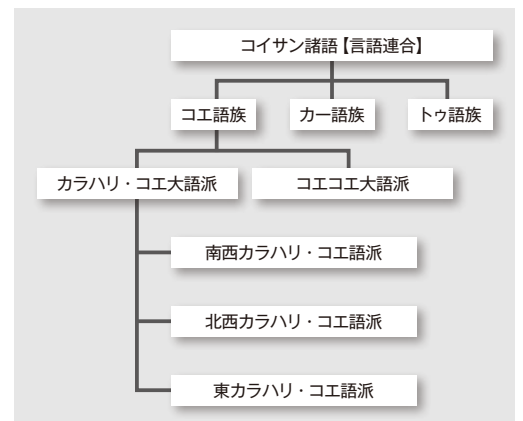 コイサン諸語【言語連合】
コエ語族
カー語族
トゥ語族
カラハリ・コエ大語派
コエコエ大語派
南西カラハリ・コエ語派
北西カラハリ・コエ語派
東カラハリ・コエ語派